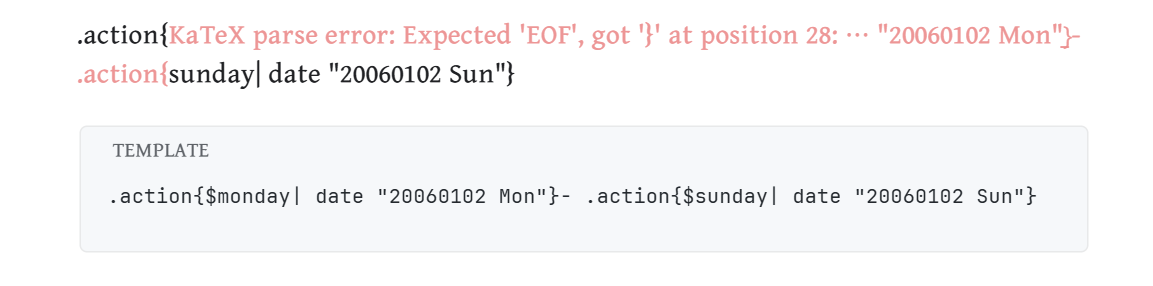 .action{KaTeX parse error: Expected 'EOF', got '}' at position 28: … "20060102 Mon"}-
.action{sunday| date "20060102 Sun"}
TEMPLATE
.action{$monday| date "20060102 Mon"}- .action{$sunday| date "20060102 Sun"}